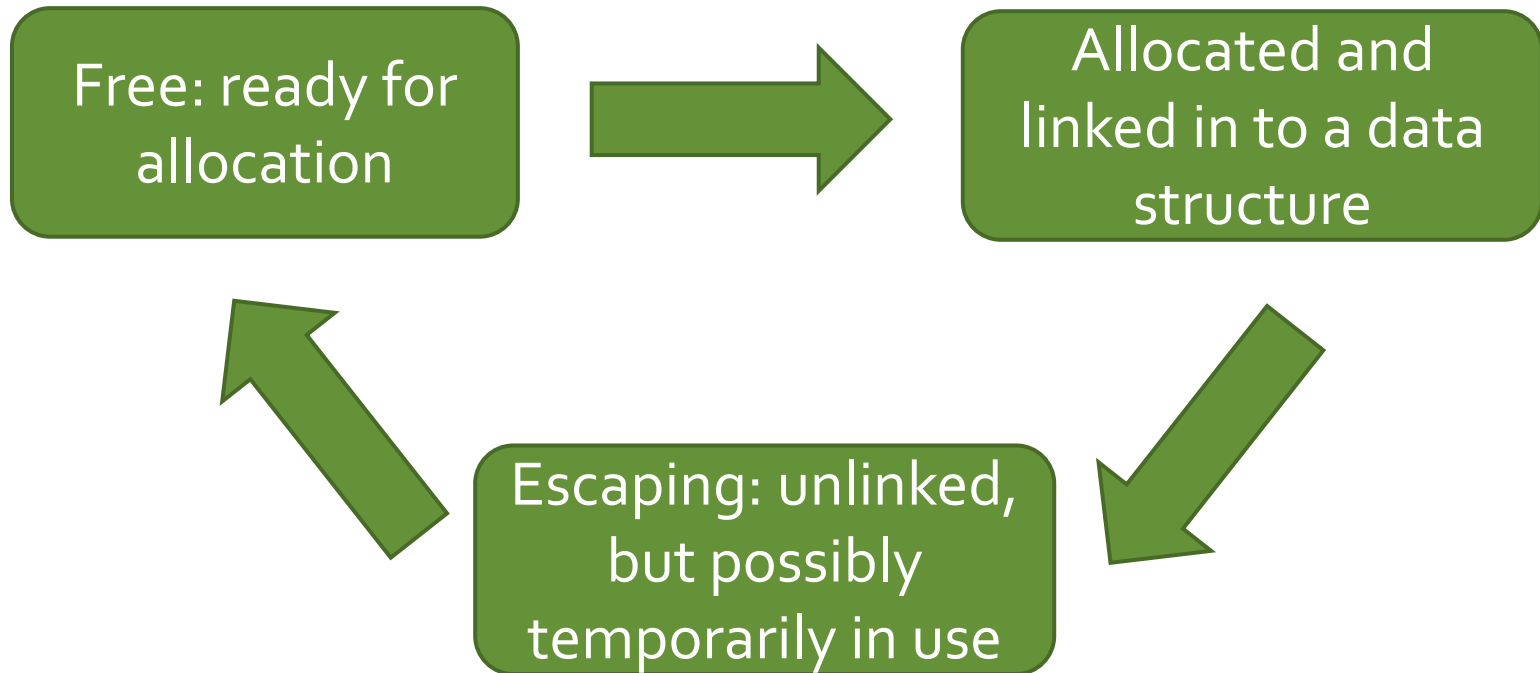 Free: ready for
allocation
Allocated and
linked in to a data
structure
Escaping: unlinked,
but possibly
temporarily in use